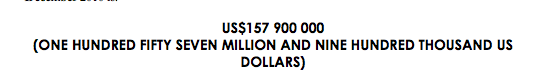 US$157 900 000
(ONE HUNDRED FIFTY SEVEN MILLION AND NINE HUNDRED THOUSAND US
DOLLARS)